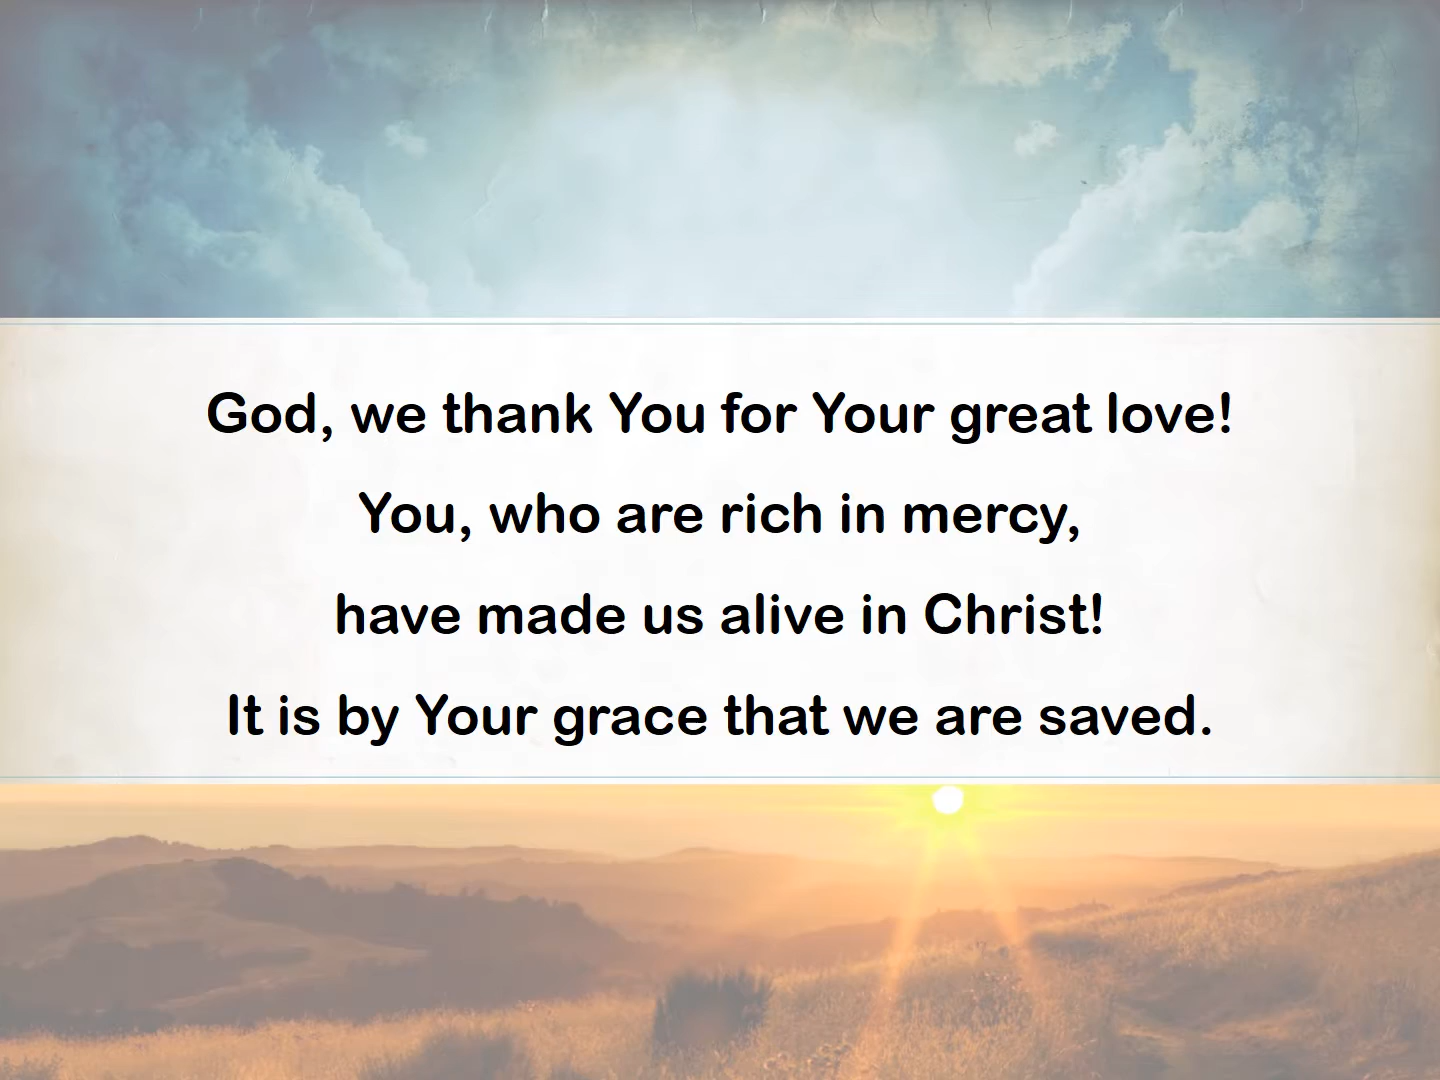 God, we thank You for Your great love!
You, who are rich in mercy,
have made us alive in Christ!
It is by Your grace that we are saved.